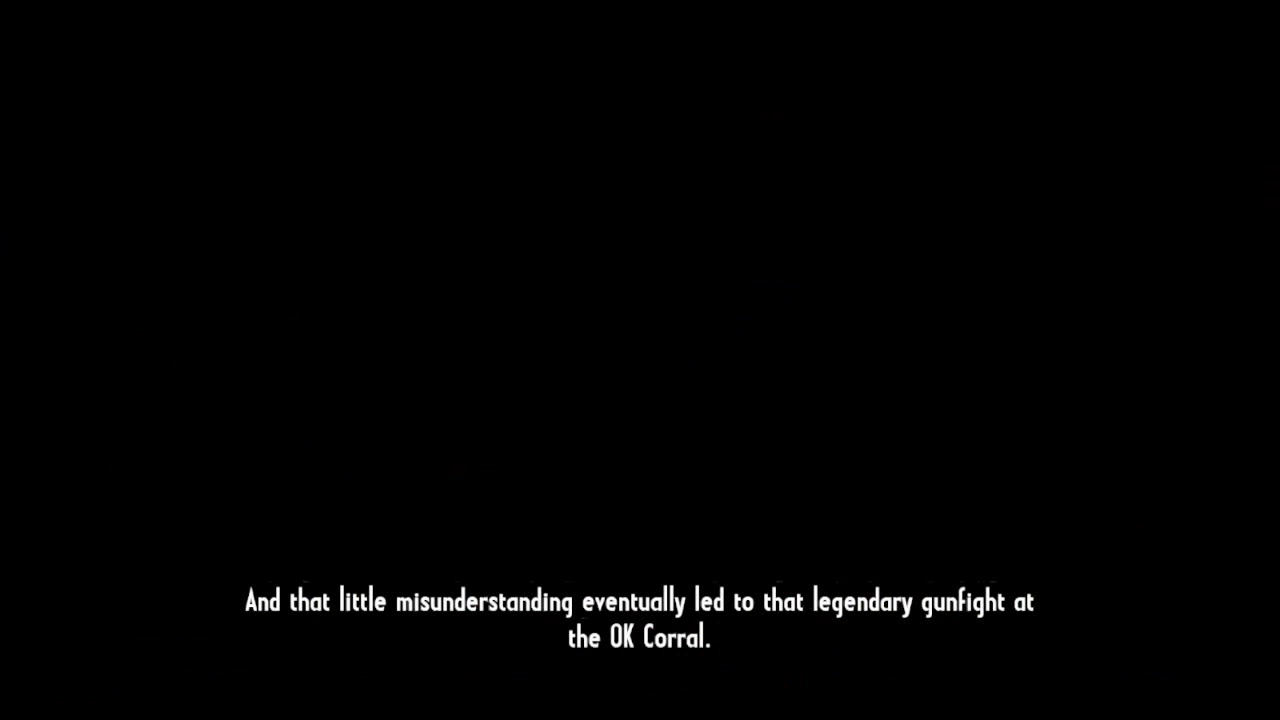 And that little misunderstanding eventually led to that legendary gunfight at
the OK Corral.